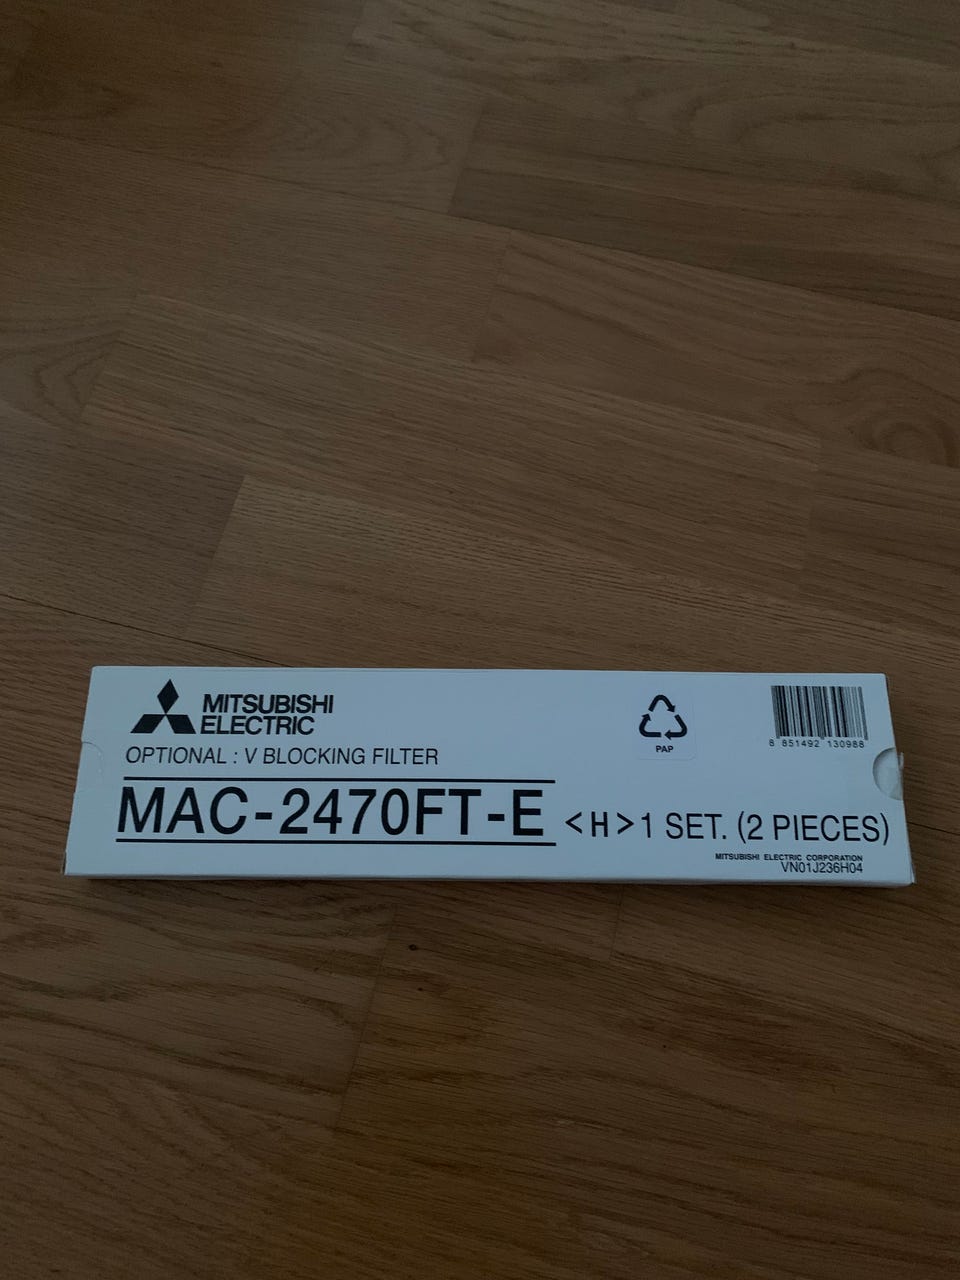 MITSUBISHI
ELECTRIC
OPTIONAL : V BLOCKING FILTER
MAC-2470FT-E <H> 1 SET. (2 PIECES)
PAP
8 851492 130988
MITSUBISHI ELECTRIC CORPORATION
VN01J236H04